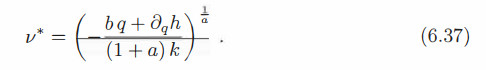 ν* = ( − (b q + ∂_q h) / ((1 + a) k) )^{1/a} . (6.37)